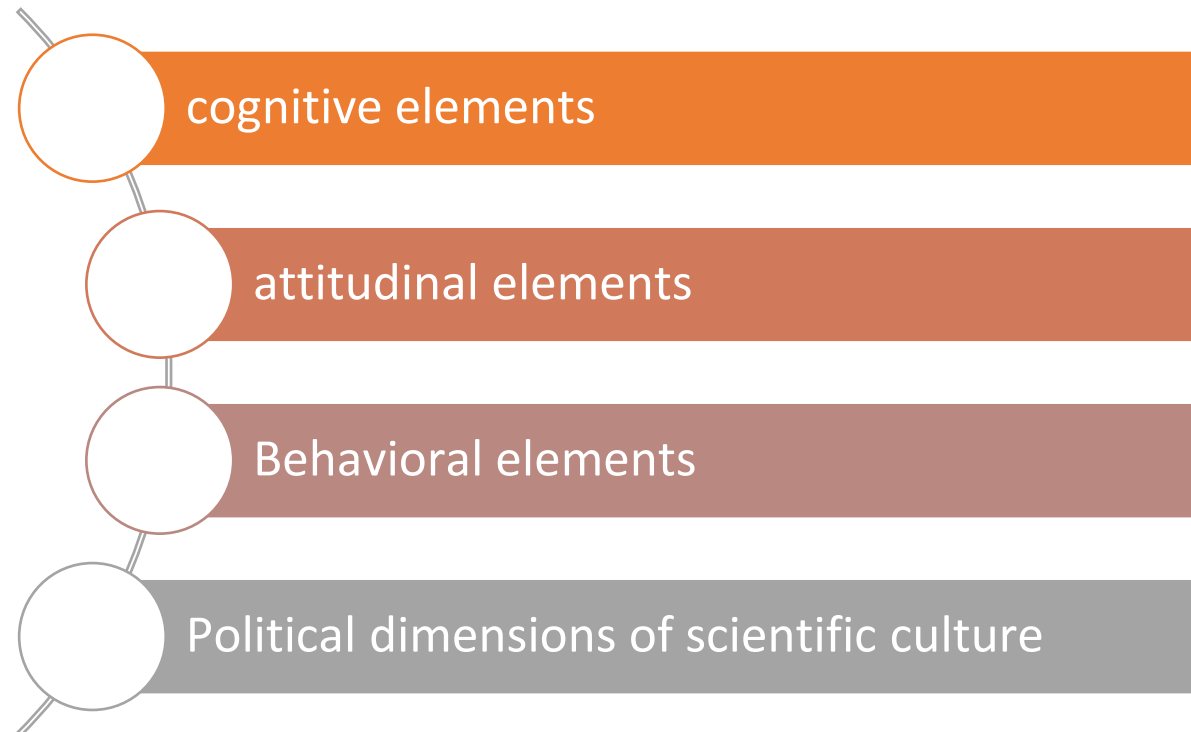 cognitive elements
attitudinal elements
Behavioral elements
Political dimensions of scientific culture